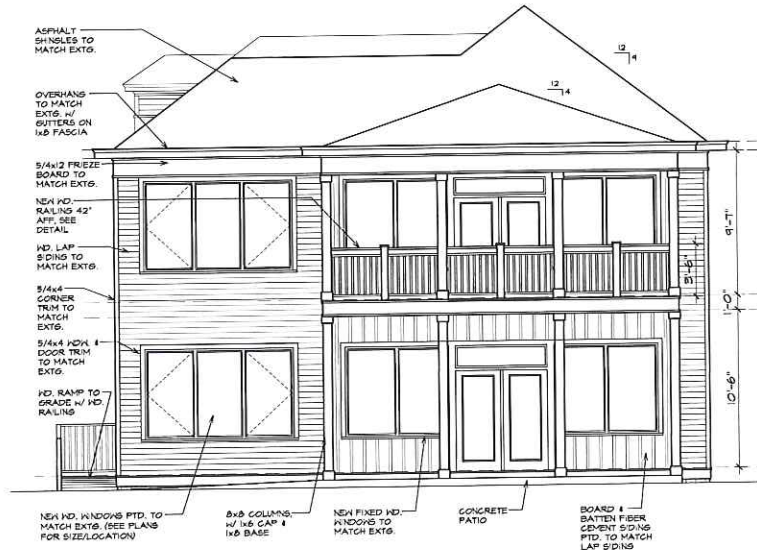 ASPHALT
SHINGLES TO
MATCH EXTG.
OVERHANG
TO MATCH
EXTG. W/
GUTTERS ON
1x8 FASCIA
5/4x12 FRIEZE
BOARD TO
MATCH EXTG.
NEW WD.
RAILING 42"
AFF, SEE
DETAIL
WD. LAP
SIDING TO
MATCH EXTG.
5/4x4
CORNER
TRIM TO
MATCH
EXTG.
5/4x4 WDW. &
DOOR TRIM
TO MATCH
EXTG.
WD. RAMP TO
GRADE W/ WD.
RAILING
12
4
12
9
9'-7"
3'-6"
1'-0"
10'-6"
NEW WD. WINDOWS PTD. TO
MATCH EXTG. (SEE PLANS
FOR SIZE/LOCATION)
8x8 COLUMNS,
W/ 1x6 CAP &
1x8 BASE
NEW FIXED WD.
WINDOWS TO
MATCH EXTG.
CONCRETE
PATIO
BOARD &
BATTEN FIBER
CEMENT SIDING
PTD. TO MATCH
LAP SIDING